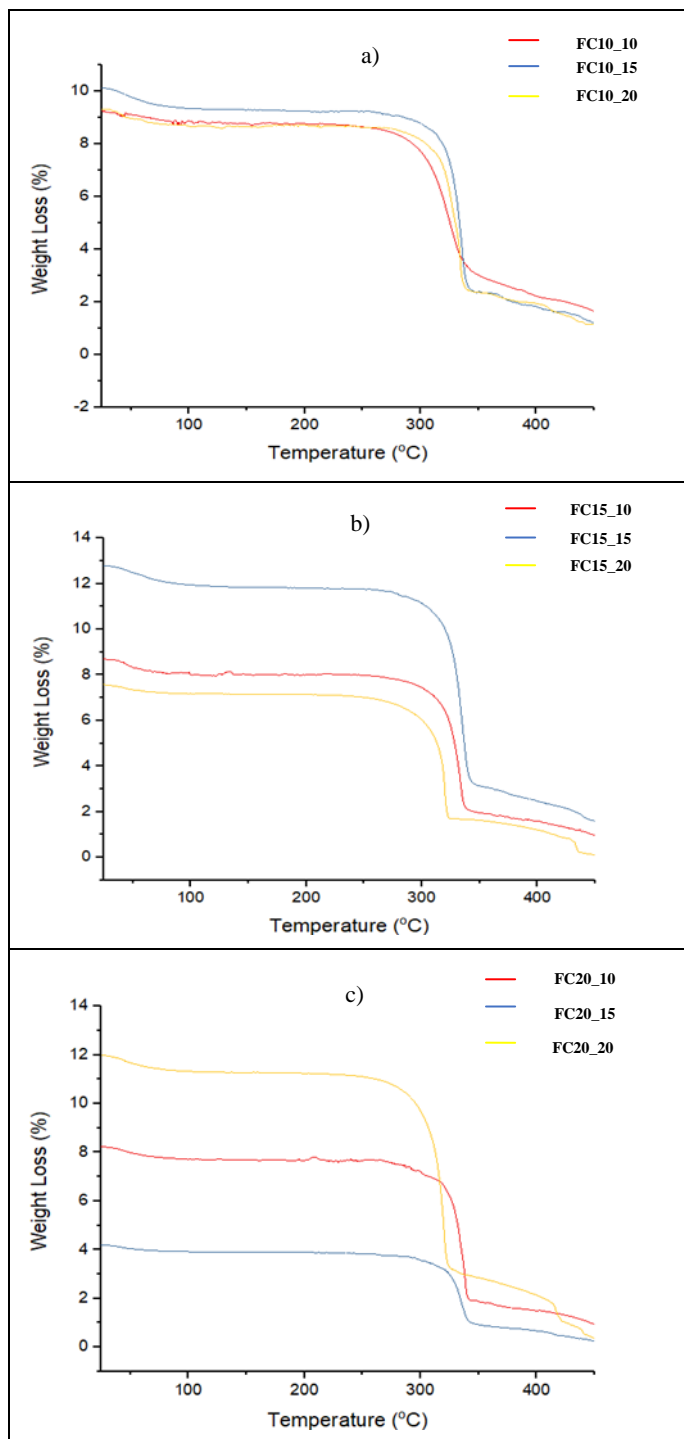 a)
FC10_10
FC10_15
FC10_20
10
8
6
4
2
0
-2
Weight Loss (%)
100 200 300 400
Temperature (°C)
b)
FC15_10
FC15_15
FC15_20
14
12
10
8
6
4
2
0
Weight Loss (%)
100 200 300 400
Temperature (°C)
c)
FC20_10
FC20_15
FC20_20
14
12
10
8
6
4
2
0
Weight Loss (%)
100 200 300 400
Temperature (°C)